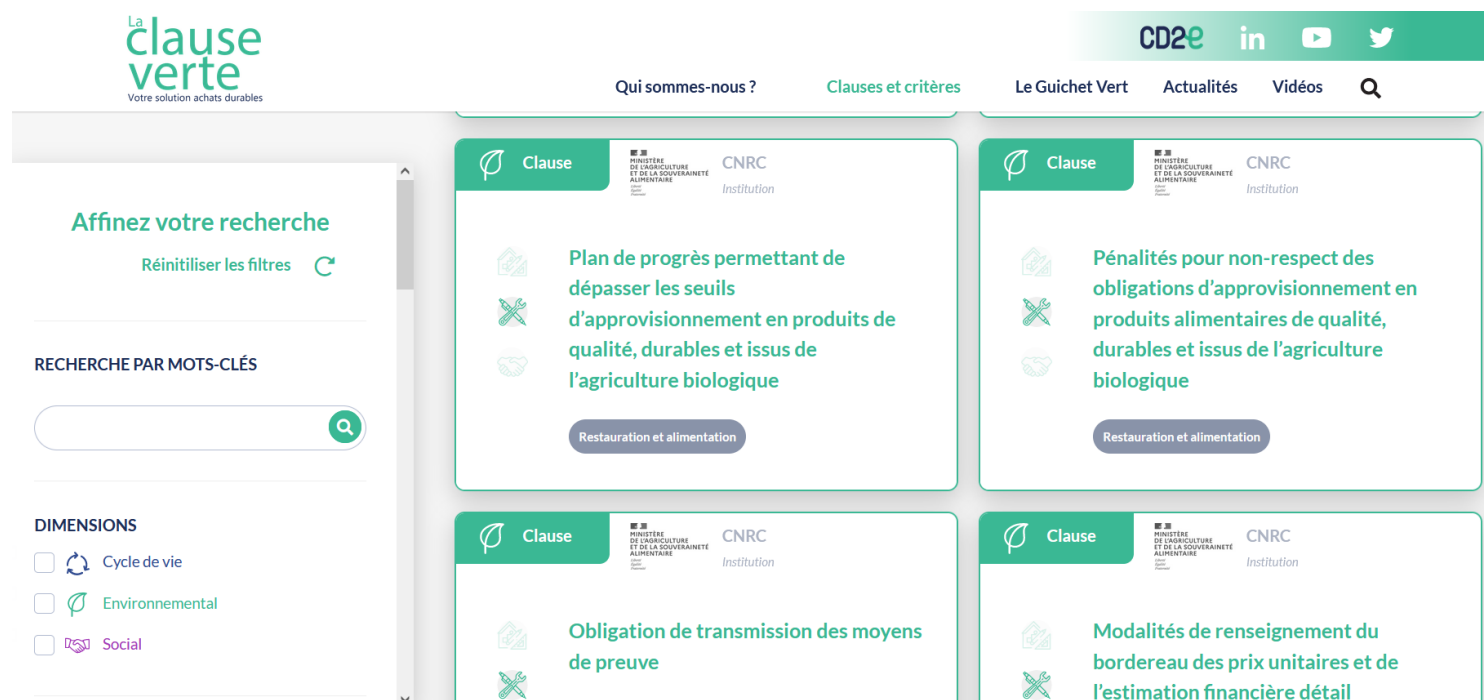 La
clause
verte
Votre solution achats durables
CD2e
Qui sommes-nous ?
Clauses et critères
Le Guichet Vert
Actualités
Vidéos
Affinez votre recherche
Réinitiliser les filtres
RECHERCHE PAR MOTS-CLÉS
DIMENSIONS
Cycle de vie
Environnemental
Social
Clause
MINISTÈRE
DE L'AGRICULTURE
ET DE LA SOUVERAINETÉ
ALIMENTAIRE
CNRC
Institution
Plan de progrès permettant de
dépasser les seuils
d’approvisionnement en produits de
qualité, durables et issus de
l’agriculture biologique
Restauration et alimentation
Clause
MINISTÈRE
DE L'AGRICULTURE
ET DE LA SOUVERAINETÉ
ALIMENTAIRE
CNRC
Institution
Pénalités pour non-respect des
obligations d’approvisionnement en
produits alimentaires de qualité,
durables et issus de l’agriculture
biologique
Restauration et alimentation
Clause
MINISTÈRE
DE L'AGRICULTURE
ET DE LA SOUVERAINETÉ
ALIMENTAIRE
CNRC
Institution
Obligation de transmission des moyens
de preuve
Clause
MINISTÈRE
DE L'AGRICULTURE
ET DE LA SOUVERAINETÉ
ALIMENTAIRE
CNRC
Institution
Modalités de renseignement du
bordereau des prix unitaires et de
l’estimation financière détail